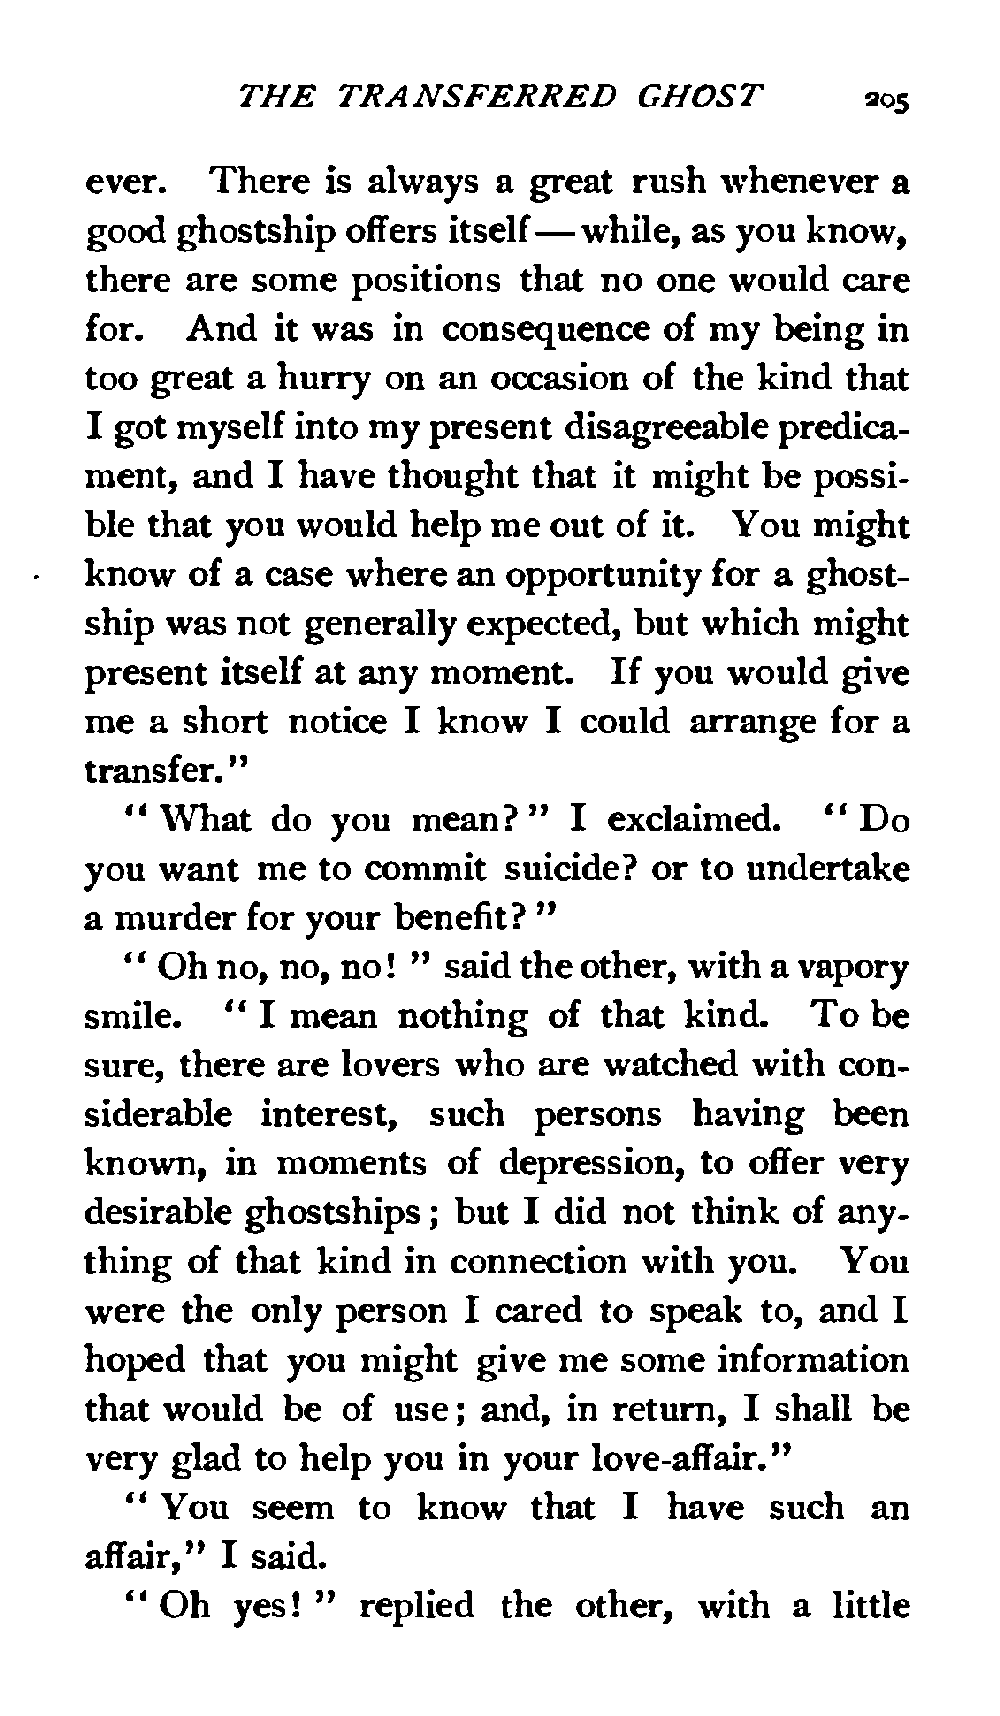 THE TRANSFERRED GHOST 205
ever. There is always a great rush whenever a
good ghostship offers itself—while, as you know,
there are some positions that no one would care
for. And it was in consequence of my being in
too great a hurry on an occasion of the kind that
I got myself into my present disagreeable predica-
ment, and I have thought that it might be possi-
ble that you would help me out of it. You might
know of a case where an opportunity for a ghost-
ship was not generally expected, but which might
present itself at any moment. If you would give
me a short notice I know I could arrange for a
transfer."
"What do you mean?" I exclaimed. "Do
you want me to commit suicide? or to undertake
a murder for your benefit?"
"Oh no, no, no!" said the other, with a vapory
smile. "I mean nothing of that kind. To be
sure, there are lovers who are watched with con-
siderable interest, such persons having been
known, in moments of depression, to offer very
desirable ghostships; but I did not think of any-
thing of that kind in connection with you. You
were the only person I cared to speak to, and I
hoped that you might give me some information
that would be of use; and, in return, I shall be
very glad to help you in your love-affair."
"You seem to know that I have such an
affair," I said.
"Oh yes!" replied the other, with a little